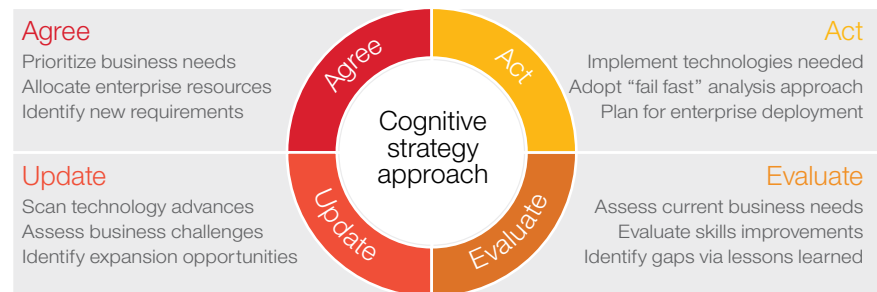 Agree
Prioritize business needs
Allocate enterprise resources
Identify new requirements
Act
Implement technologies needed
Adopt “fail fast” analysis approach
Plan for enterprise deployment
Agree
Act
Cognitive
strategy
approach
Update
Evaluate
Update
Scan technology advances
Assess business challenges
Identify expansion opportunities
Evaluate
Assess current business needs
Evaluate skills improvements
Identify gaps via lessons learned